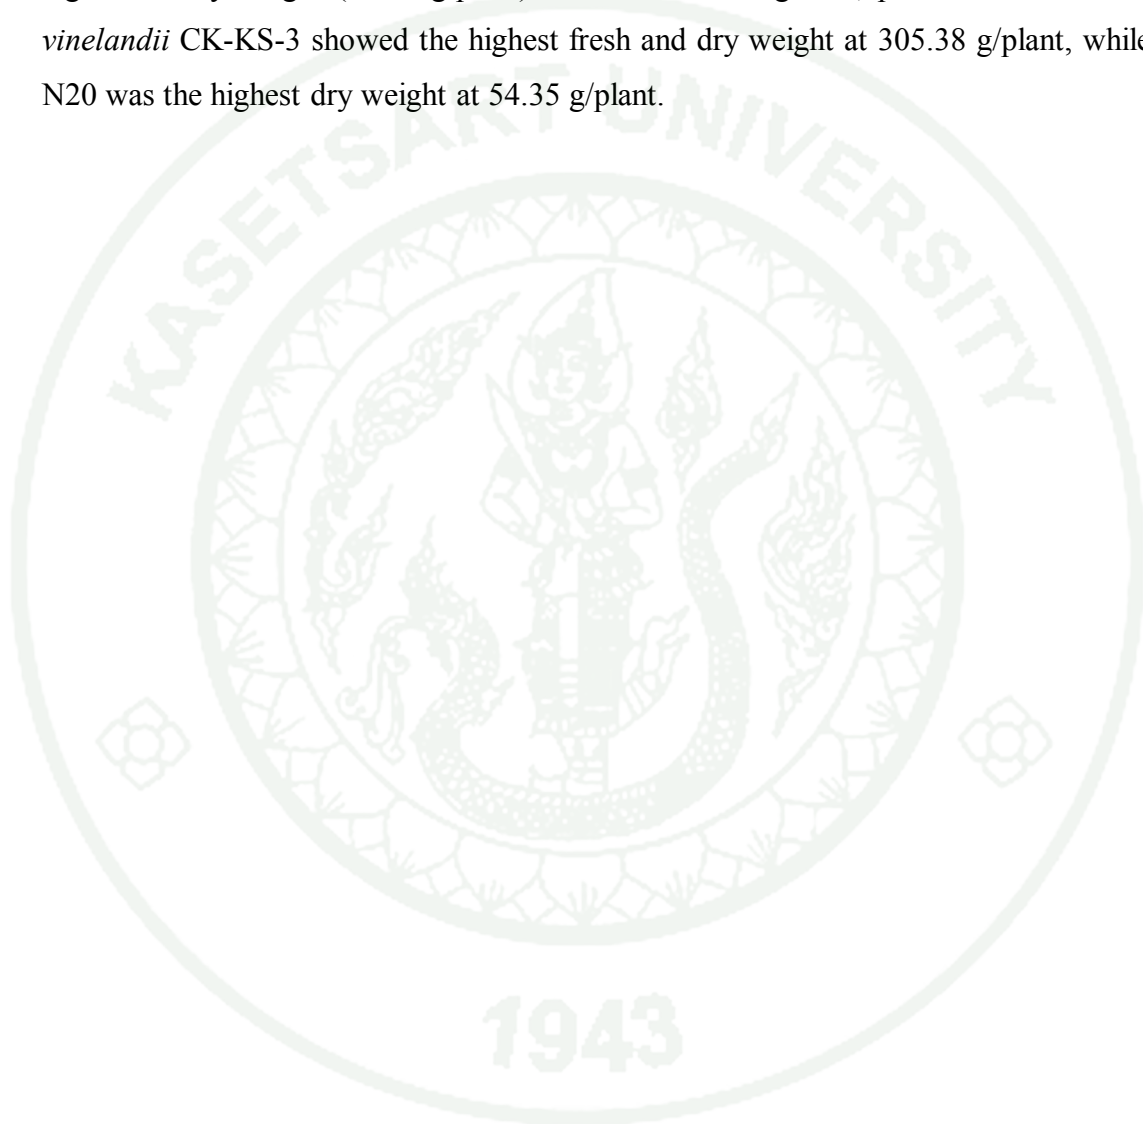 vinelandii CK-KS-3 showed the highest fresh and dry weight at 305.38 g/plant, while
N20 was the highest dry weight at 54.35 g/plant.
KASETSART UNIVERSITY
1943